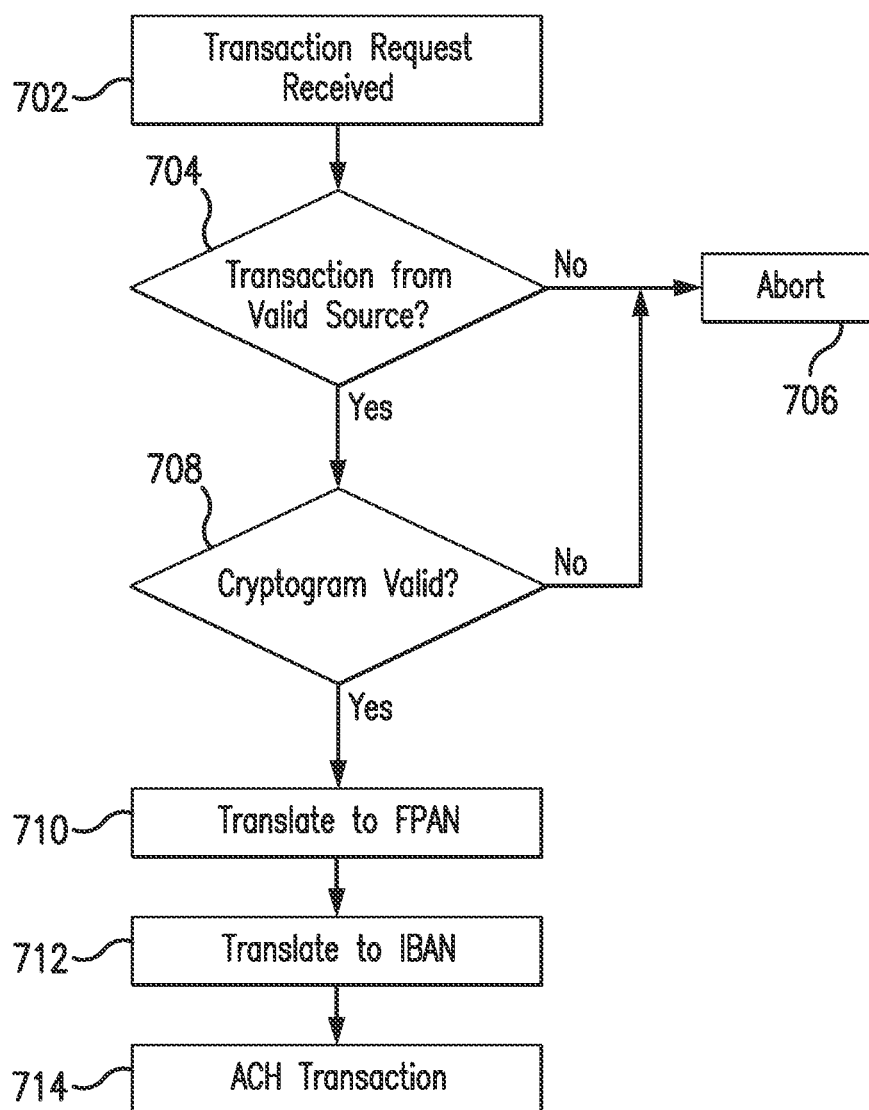 Transaction Request
Received
702
704
Transaction from
Valid Source?
No
Abort
706
Yes
708
Cryptogram Valid?
No
Yes
710
Translate to FPAN
712
Translate to IBAN
714
ACH Transaction